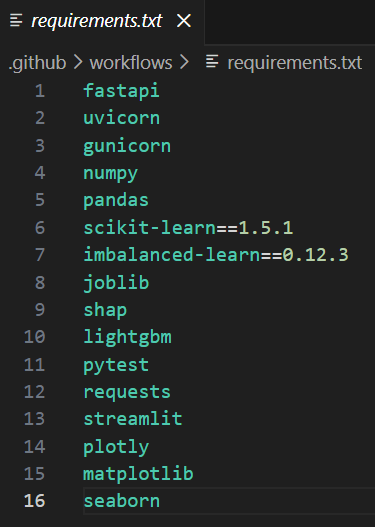 requirements.txt
.github > workflows > requirements.txt
1 fastapi
2 uvicorn
3 gunicorn
4 numpy
5 pandas
6 scikit-learn==1.5.1
7 imbalanced-learn==0.12.3
8 joblib
9 shap
10 lightgbm
11 pytest
12 requests
13 streamlit
14 plotly
15 matplotlib
16 seaborn